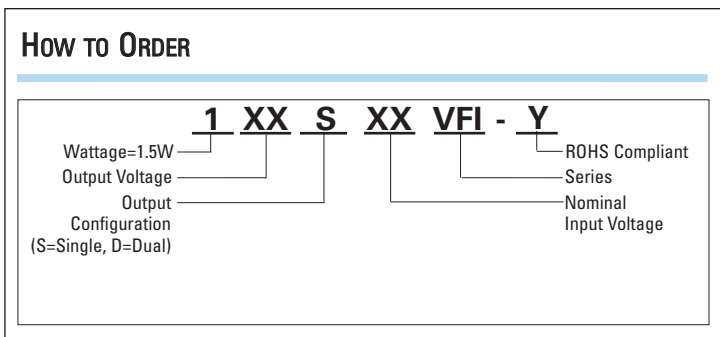 How to Order
1 XX S XX VFI - Y
Wattage=1.5W
Output Voltage
Output
Configuration
(S=Single, D=Dual)
ROHS Compliant
Series
Nominal
Input Voltage